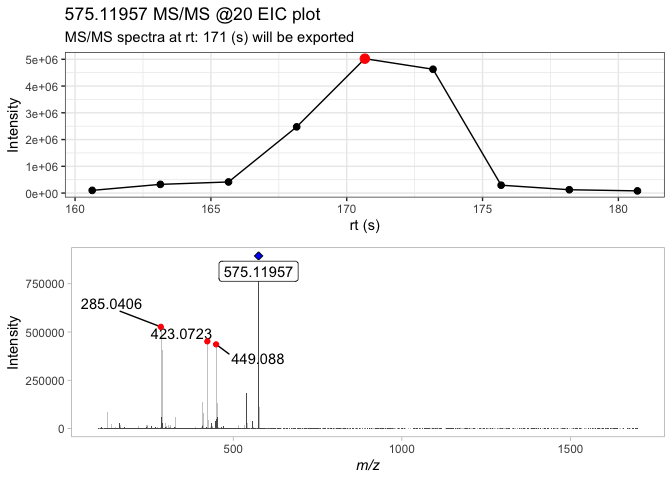 575.11957 MS/MS @20 EIC plot
MS/MS spectra at rt: 171 (s) will be exported
5e+06
4e+06
3e+06
2e+06
1e+06
0e+00
Intensity
160 165 170 175 180
rt (s)
575.11957
285.0406
423.0723
449.088
750000
500000
250000
0
Intensity
500 1000 1500
m/z